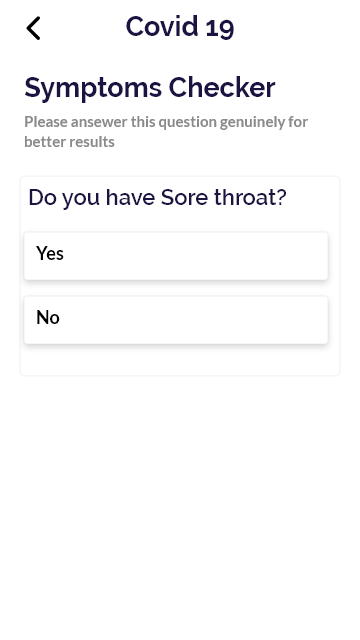 Covid 19
Symptoms Checker
Please ansewer this question genuinely for
better results
Do you have Sore throat?
Yes
No